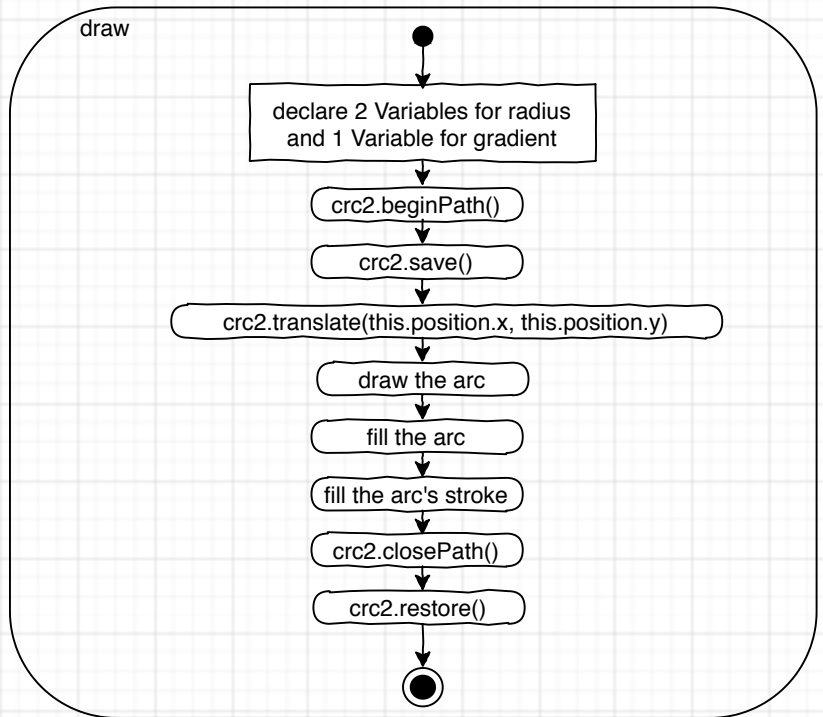 draw
declare 2 Variables for radius
and 1 Variable for gradient
crc2.beginPath()
crc2.save()
crc2.translate(this.position.x, this.position.y)
draw the arc
fill the arc
fill the arc's stroke
crc2.closePath()
crc2.restore()